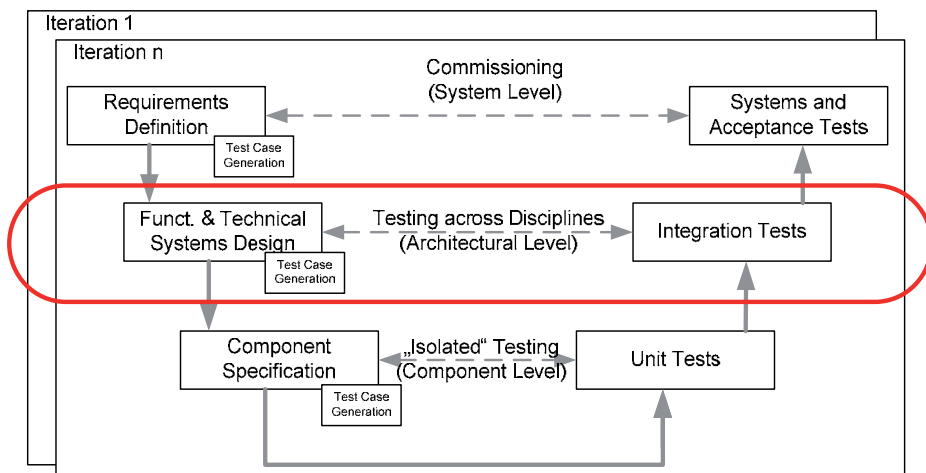 Iteration 1
Iteration n
Commissioning
(System Level)
Requirements
Definition
Test Case
Generation
Systems and
Acceptance Tests
Funct. & Technical
Systems Design
Test Case
Generation
Testing across Disciplines
(Architectural Level)
Integration Tests
Component
Specification
Test Case
Generation
„Isolated“ Testing
(Component Level)
Unit Tests